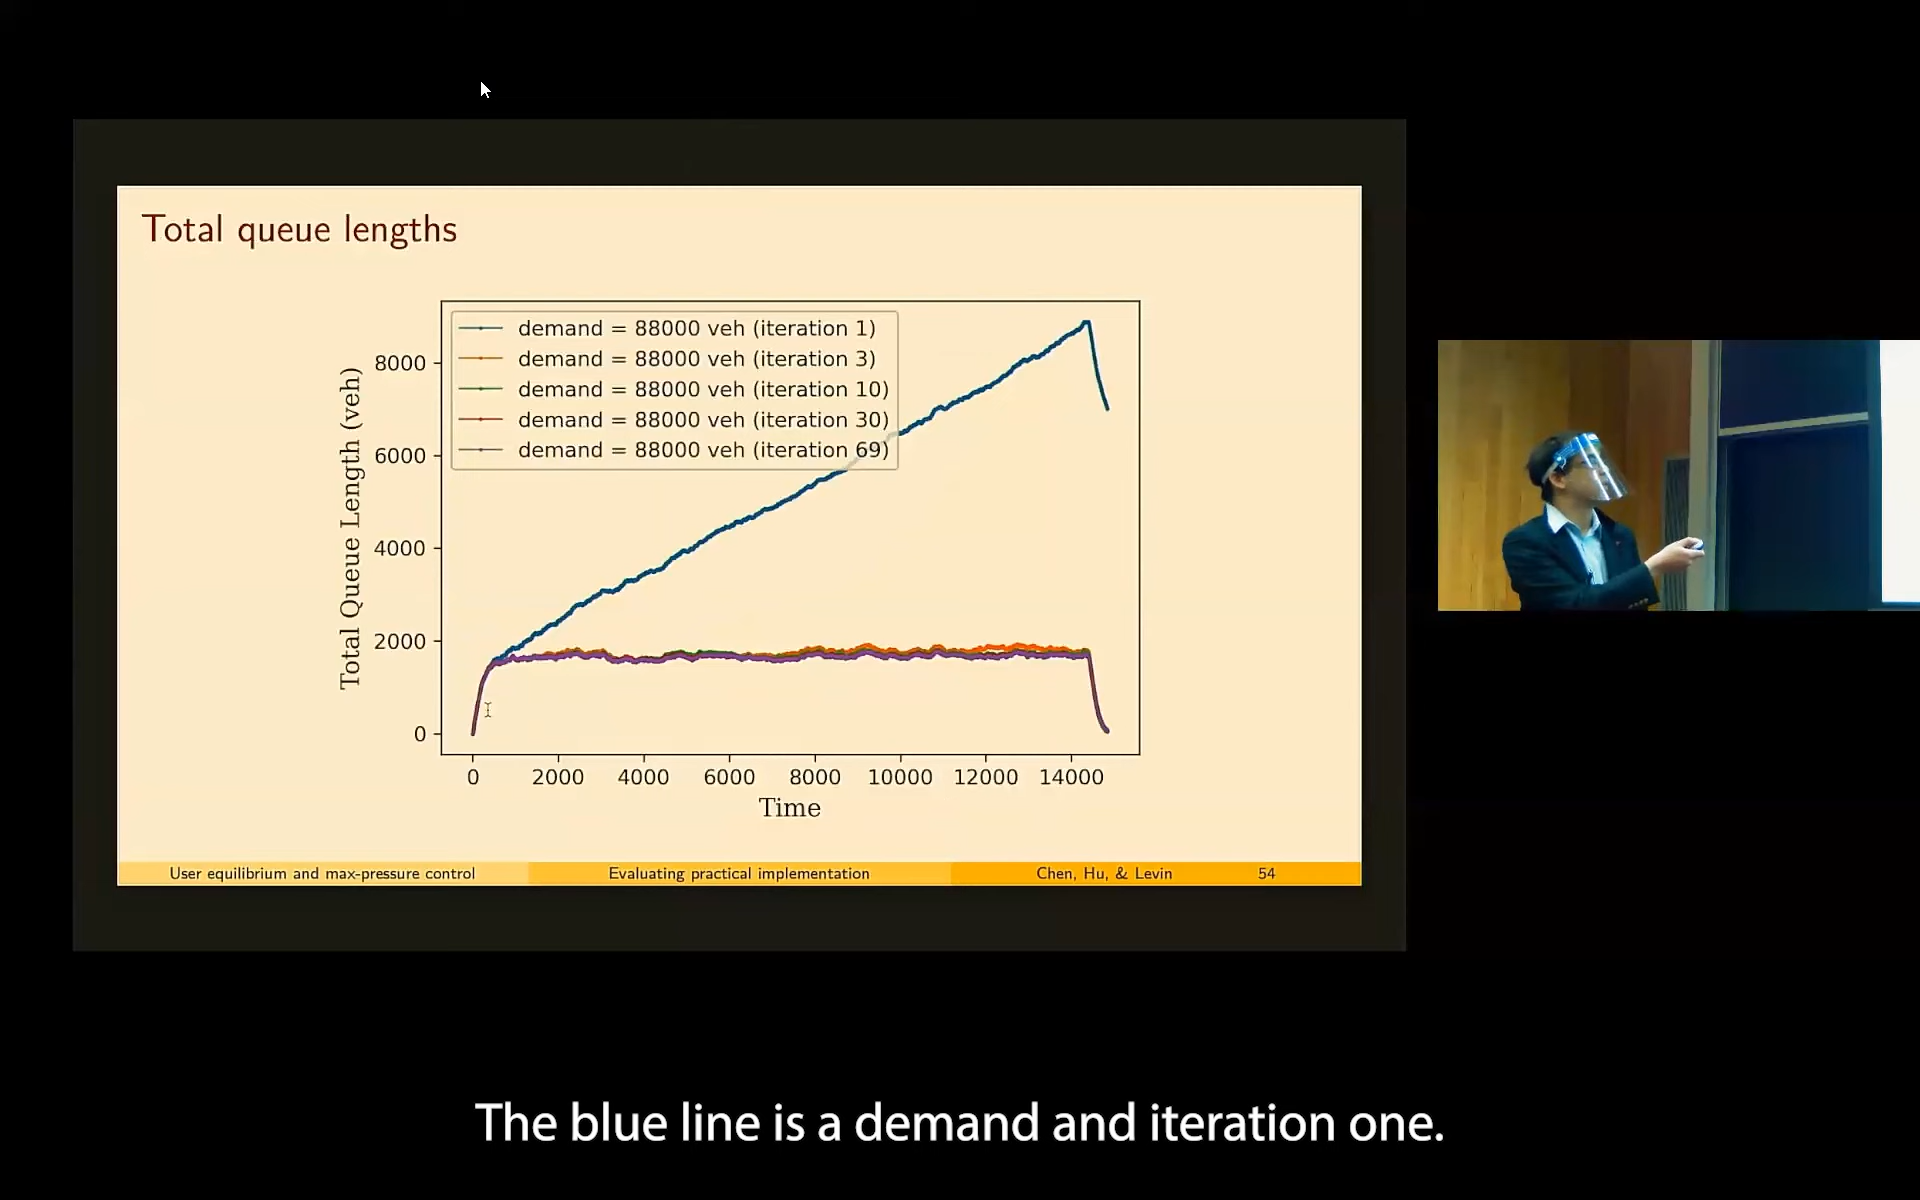 Total queue lengths
demand = 88000 veh (iteration 1)
demand = 88000 veh (iteration 3)
demand = 88000 veh (iteration 10)
demand = 88000 veh (iteration 30)
demand = 88000 veh (iteration 69)
Total Queue Length (veh)
8000
6000
4000
2000
0
0 2000 4000 6000 8000 10000 12000 14000
Time
User equilibrium and max-pressure control Evaluating practical implementation Chen, Hu, & Levin 54
The blue line is a demand and iteration one.